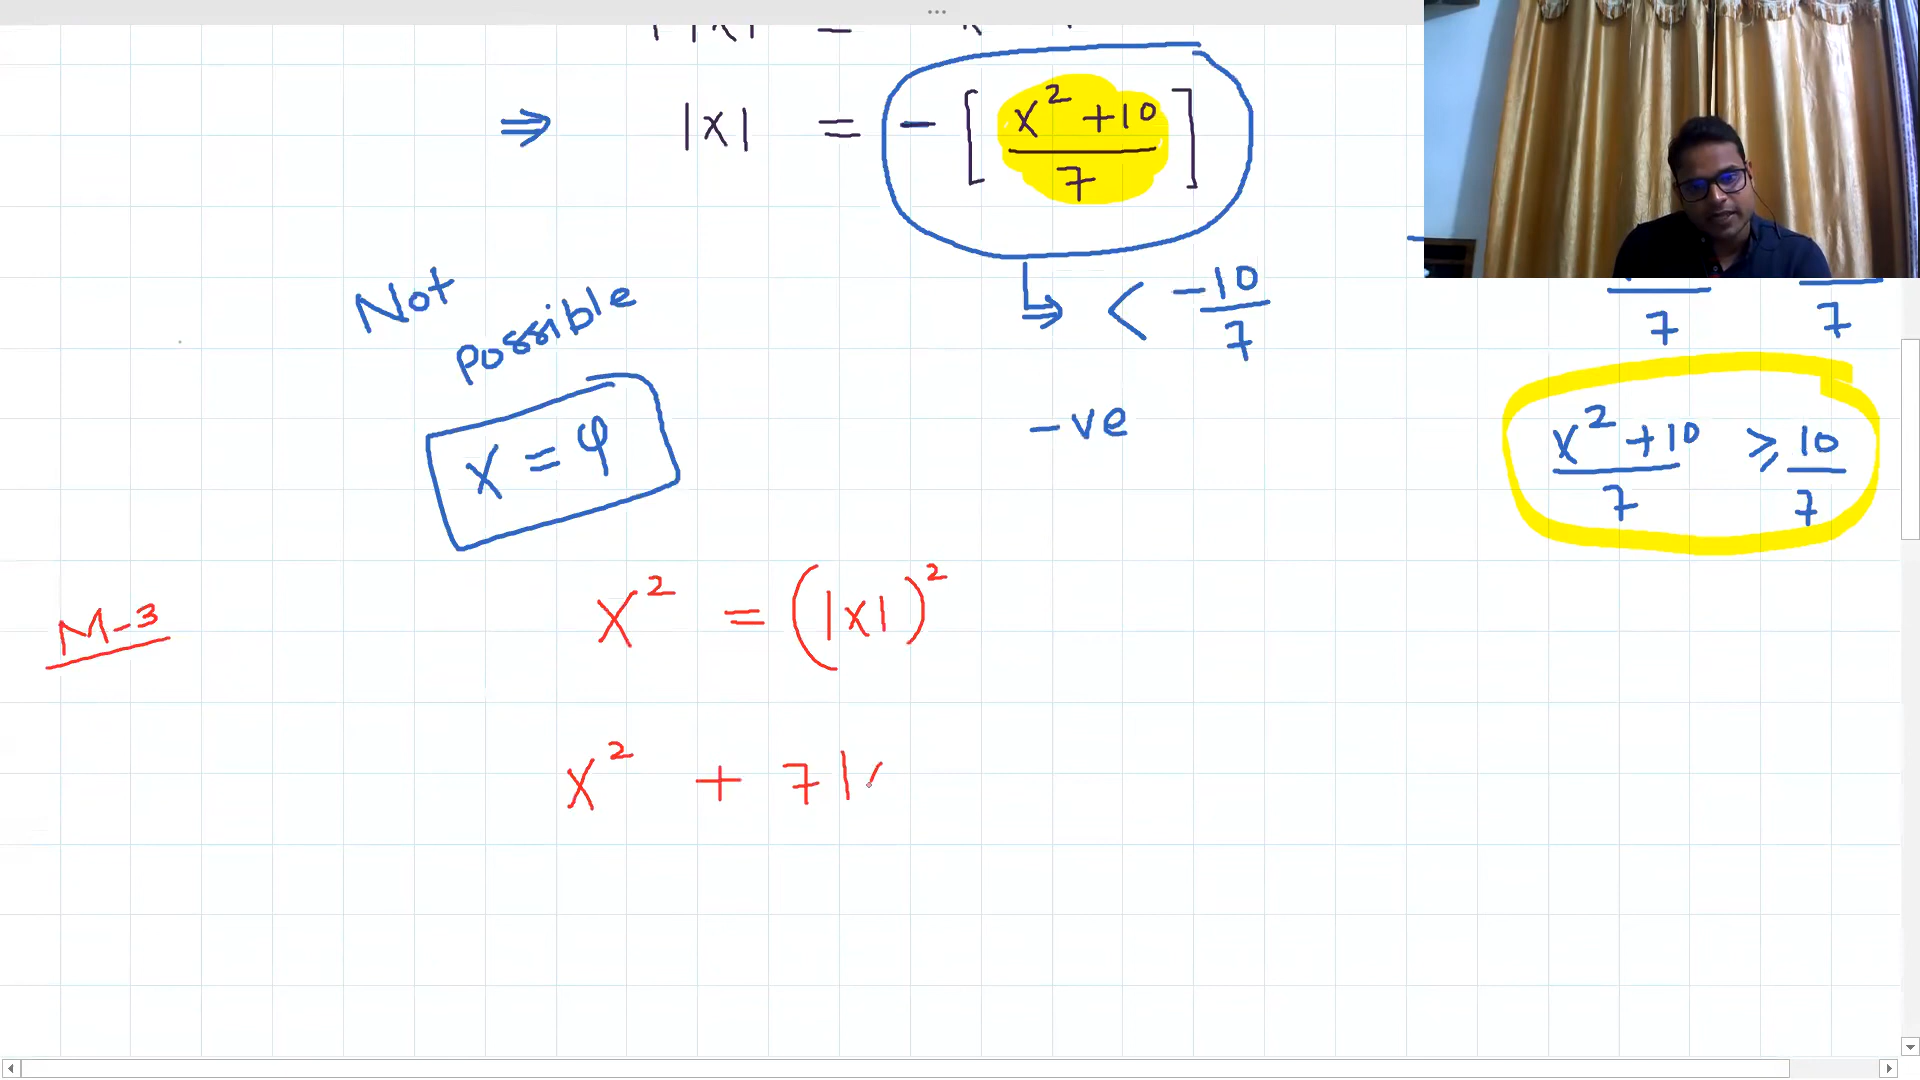 ⇒ |x| = - [ (x² + 10)/7 ]
Not possible
↳ < -10/7
7 7
x = φ
-ve
(x² + 10)/7 ⩾ 10/7
M-3
x² = (|x|)²
x² + 7|